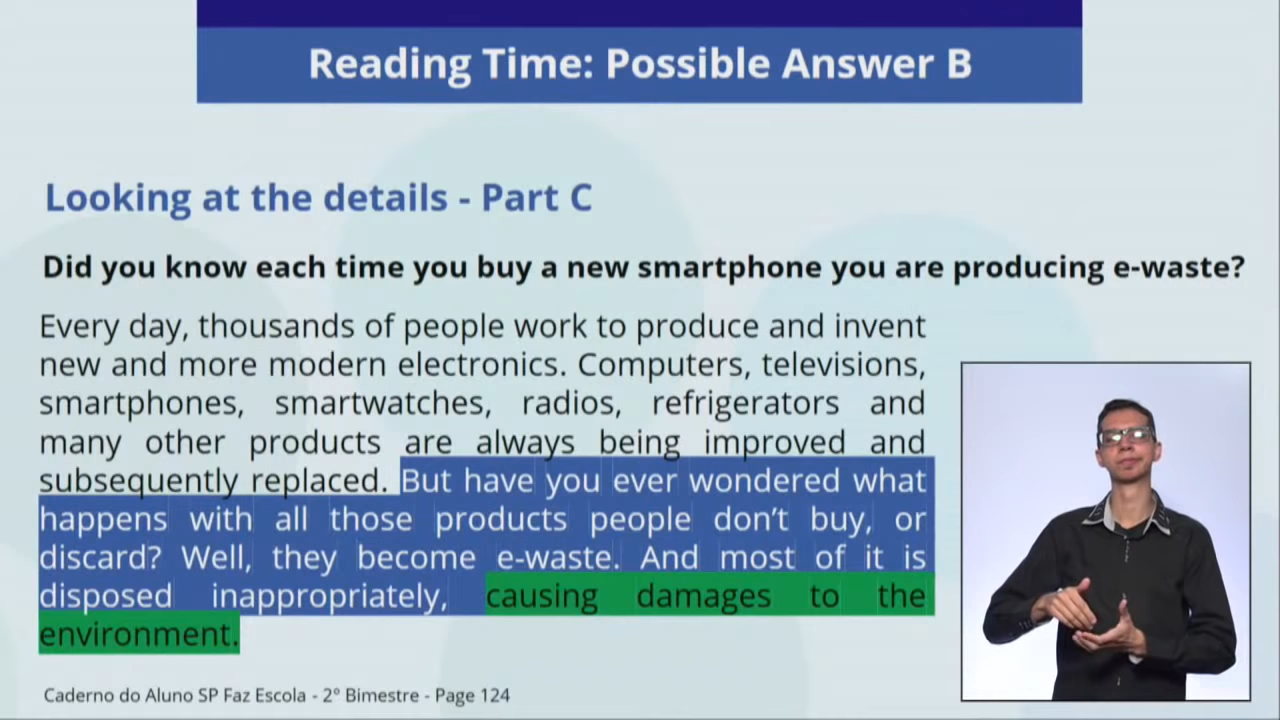 Reading Time: Possible Answer B
Looking at the details - Part C
Did you know each time you buy a new smartphone you are producing e-waste?
Every day, thousands of people work to produce and invent
new and more modern electronics. Computers, televisions,
smartphones, smartwatches, radios, refrigerators and
many other products are always being improved and
subsequently replaced. But have you ever wondered what
happens with all those products people don’t buy, or
discard? Well, they become e-waste. And most of it is
disposed inappropriately, causing damages to the
environment.
Caderno do Aluno SP Faz Escola - 2° Bimestre - Page 124